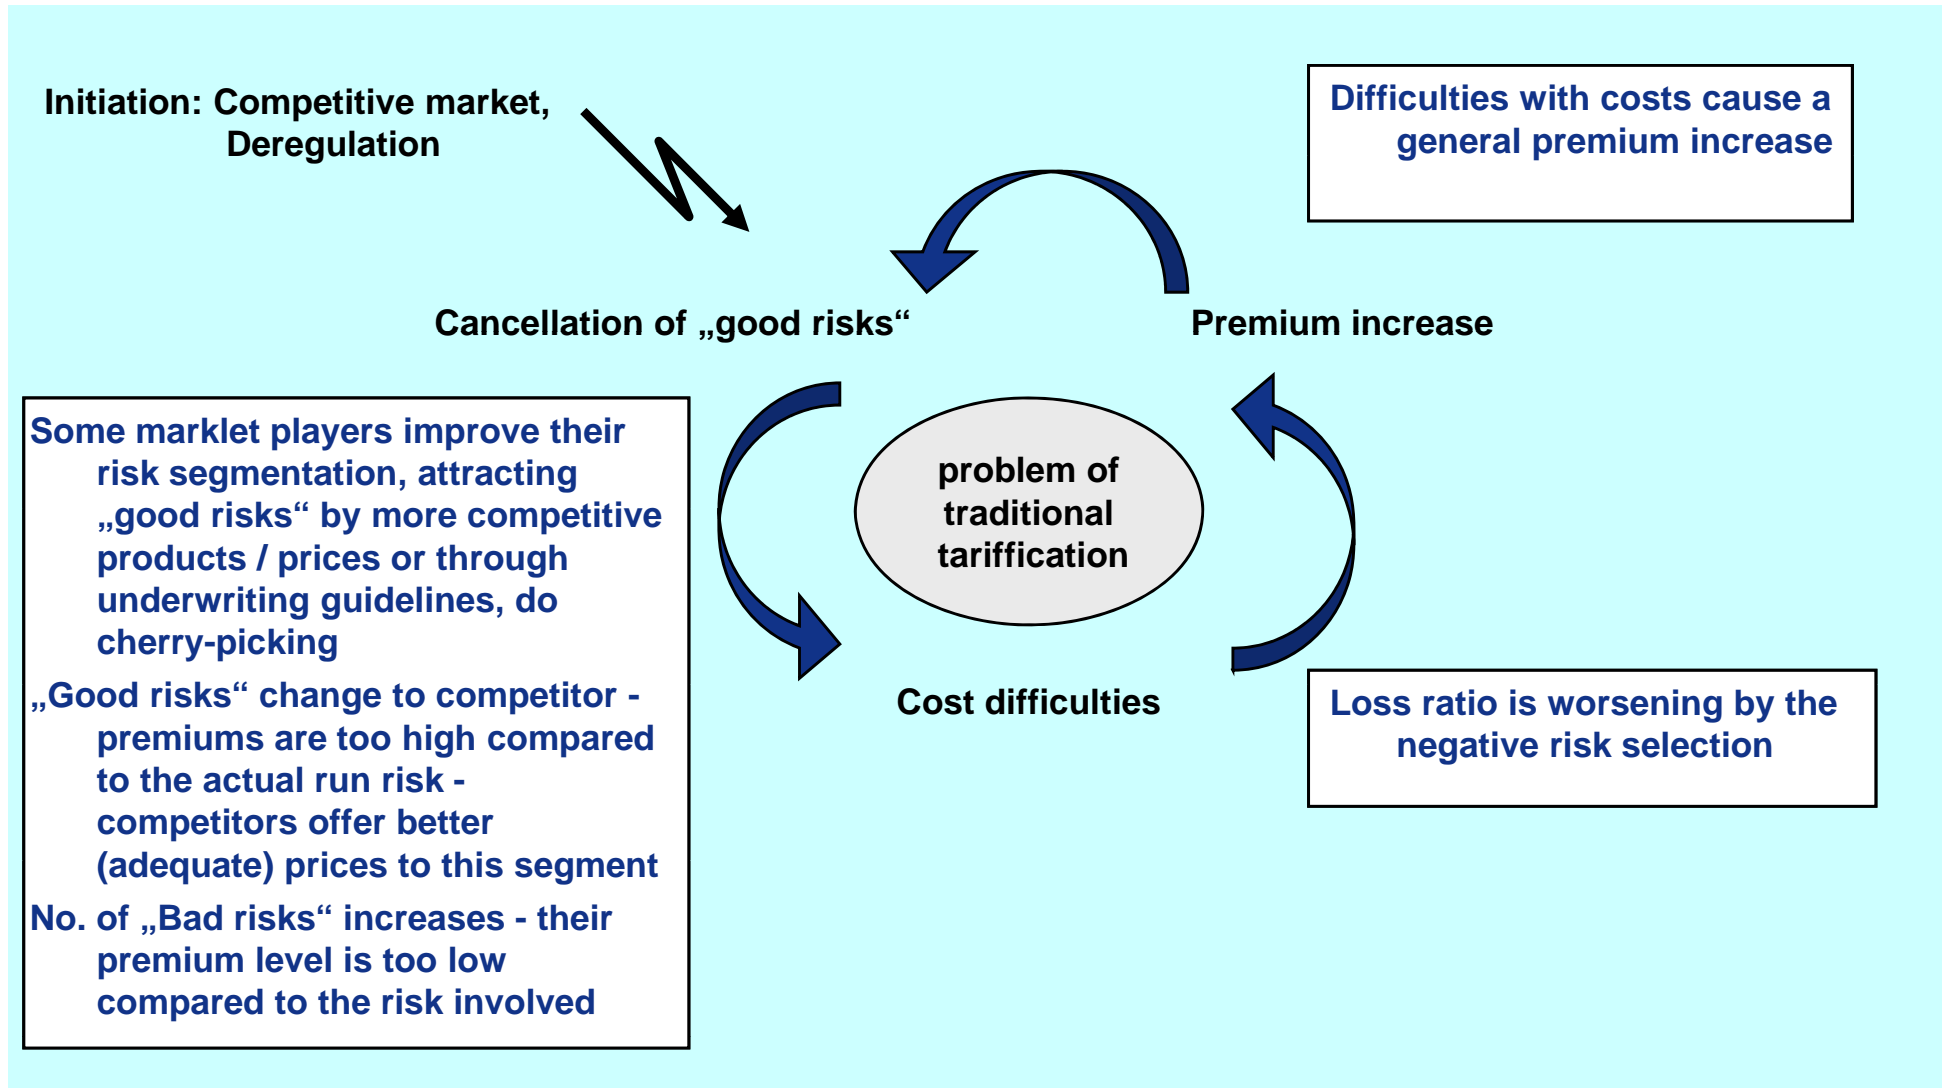 Initiation: Competitive market,
Deregulation
Difficulties with costs cause a
general premium increase
Cancellation of „good risks“
Premium increase
Some marklet players improve their
risk segmentation, attracting
„good risks“ by more competitive
products / prices or through
underwriting guidelines, do
cherry-picking
„Good risks“ change to competitor -
premiums are too high compared
to the actual run risk -
competitors offer better
(adequate) prices to this segment
No. of „Bad risks“ increases - their
premium level is too low
compared to the risk involved
problem of
traditional
tariffication
Cost difficulties
Loss ratio is worsening by the
negative risk selection